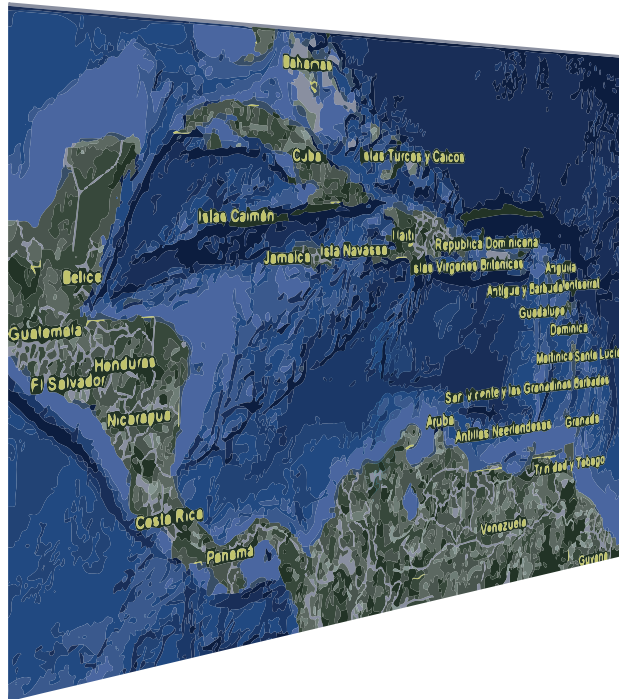 Bahamas
Cuba
Islas Turcos y Caicos
Islas Caimán
Haití
República Dominicana
Jamaica
Isla Navassa
Islas Vírgenes Británicas
Anguila
Belice
Antigua y Barbuda
Montserrat
Guadalupe
Dominica
Guatemala
Martinica
Santa Lucía
Honduras
El Salvador
San Vicente y las Granadinas
Barbados
Nicaragua
Aruba
Antillas Neerlandesas
Granada
Trinidad y Tobago
Costa Rica
Venezuela
Panamá
Guyana